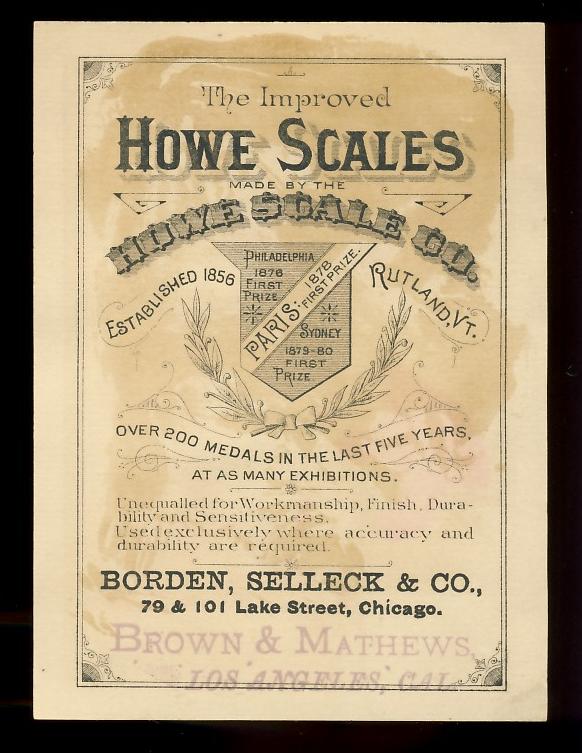 The Improved
HOWE SCALES
MADE BY THE
HOWE SCALE CO.
ESTABLISHED 1856
RUTLAND, VT.
PHILADELPHIA
1876
FIRST
PRIZE
PARIS: 1878 FIRST PRIZE.
SYDNEY
1879-80
FIRST
PRIZE
OVER 200 MEDALS IN THE LAST FIVE YEARS,
AT AS MANY EXHIBITIONS.
Unequalled for Workmanship, Finish, Dura-
bility and Sensitiveness.
Used exclusively where accuracy and
durability are required.
BORDEN, SELLECK & CO.,
79 & 101 Lake Street, Chicago.
BROWN & MATHEWS,
LOS ANGELES, CAL.